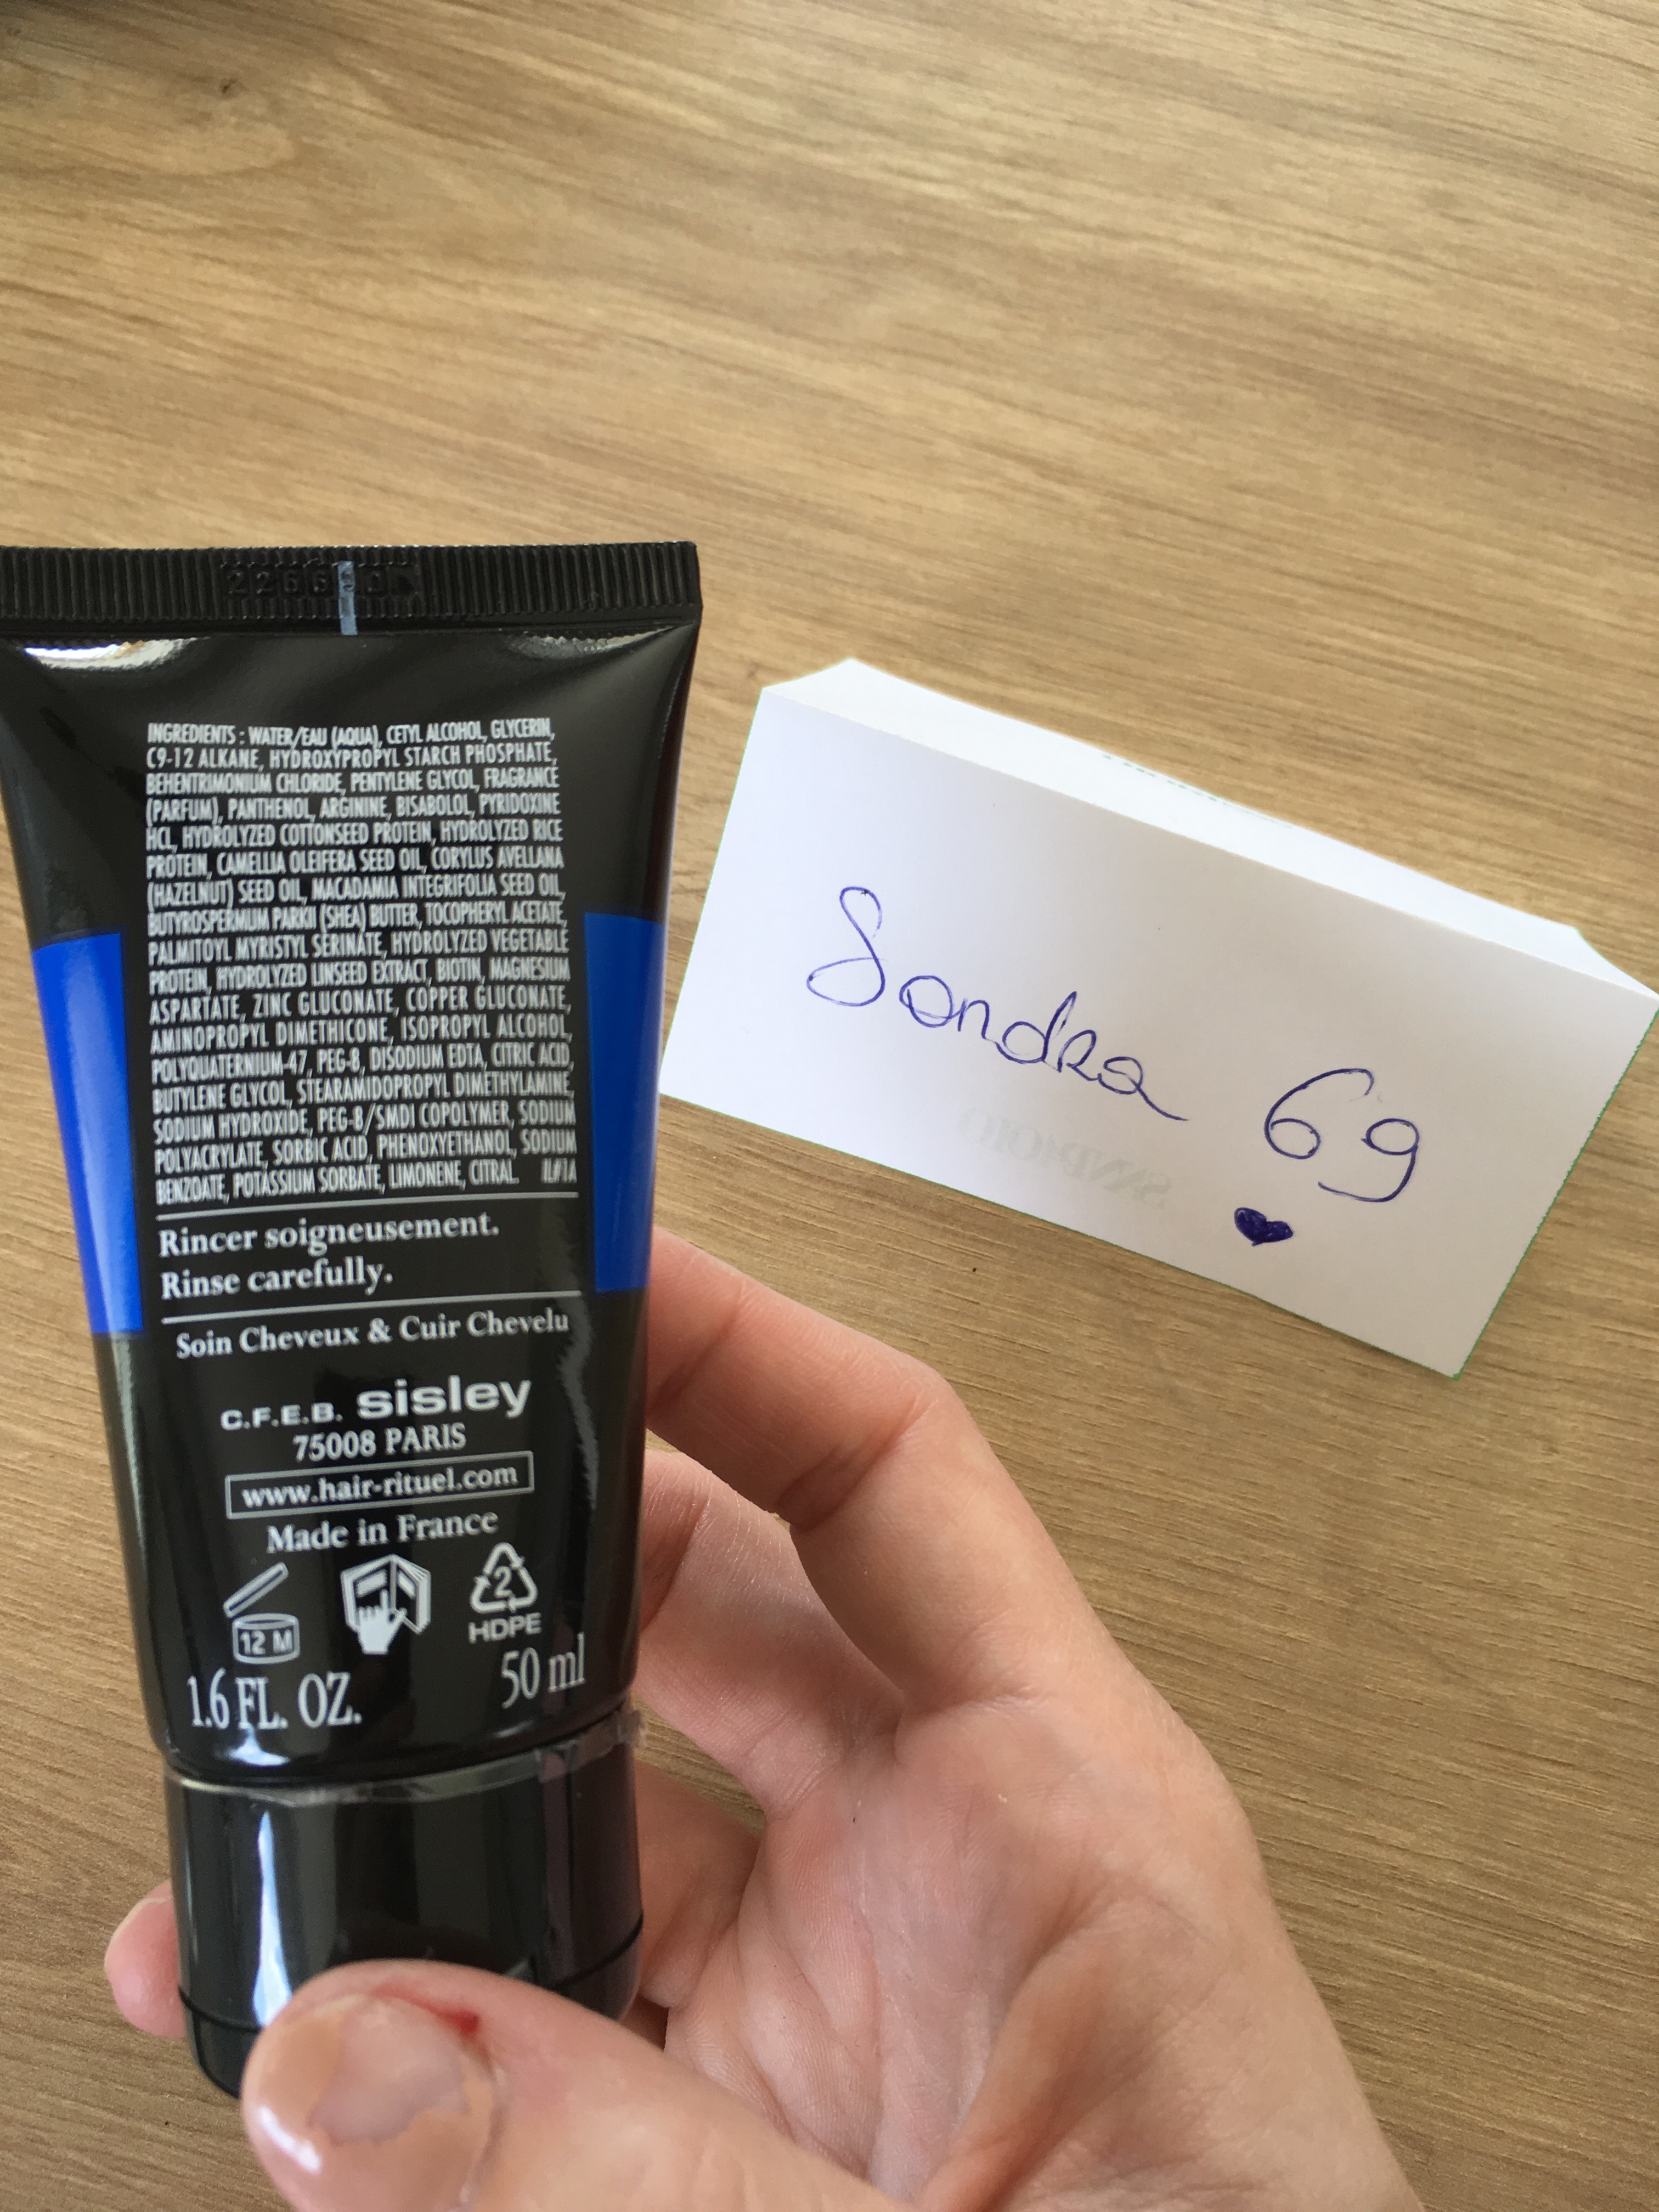 INGREDIENTS : WATER/EAU (AQUA), CETYL ALCOHOL, GLYCERIN,
C9-12 ALKANE, HYDROXYPROPYL STARCH PHOSPHATE,
BEHENTRIMONIUM CHLORIDE, PENTYLENE GLYCOL, FRAGRANCE
(PARFUM), PANTHENOL, ARGININE, BISABOLOL, PYRIDOXINE
HCL, HYDROLYZED COTTONSEED PROTEIN, HYDROLYZED RICE
PROTEIN, CAMELLIA OLEIFERA SEED OIL, CORYLUS AVELLANA
(HAZELNUT) SEED OIL, MACADAMIA INTEGRIFOLIA SEED OIL,
BUTYROSPERMUM PARKII (SHEA) BUTTER, TOCOPHERYL ACETATE,
PALMITOYL MYRISTYL SERINATE, HYDROLYZED VEGETABLE
PROTEIN, HYDROLYZED LINSEED EXTRACT, BIOTIN, MAGNESIUM
ASPARTATE, ZINC GLUCONATE, COPPER GLUCONATE,
AMINOPROPYL DIMETHICONE, ISOPROPYL ALCOHOL,
POLYQUATERNIUM-47, PEG-8, DISODIUM EDTA, CITRIC ACID,
BUTYLENE GLYCOL, STEARAMIDOPROPYL DIMETHYLAMINE,
SODIUM HYDROXIDE, PEG-8/SMDI COPOLYMER, SODIUM
POLYACRYLATE, SORBIC ACID, PHENOXYETHANOL, SODIUM
BENZOATE, POTASSIUM SORBATE, LIMONENE, CITRAL. IL#1A
Rincer soigneusement.
Rinse carefully.
Soin Cheveux & Cuir Chevelu
C.F.E.B. sisley
75008 PARIS
www.hair-rituel.com
Made in France
12 M
2
HDPE
1.6 FL. OZ. 50 ml
Sandra 69